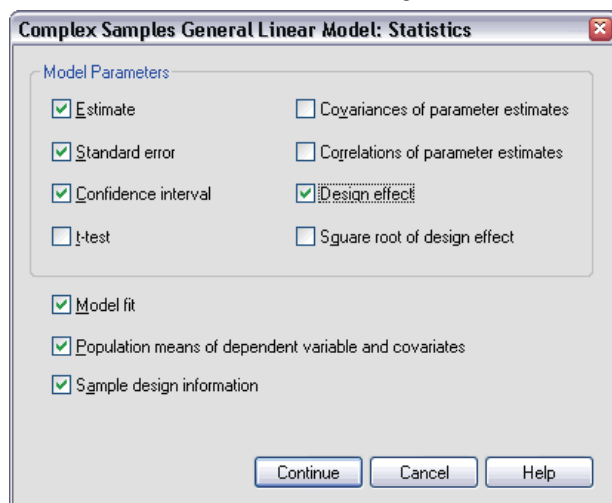 Complex Samples General Linear Model: Statistics
Model Parameters
Estimate
Covariances of parameter estimates
Standard error
Correlations of parameter estimates
Confidence interval
Design effect
t-test
Square root of design effect
Model fit
Population means of dependent variable and covariates
Sample design information
Continue
Cancel
Help